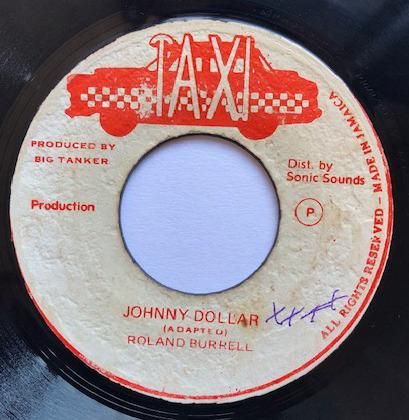 TAXI
PRODUCED BY
BIG TANKER
Dist. by
Sonic Sounds
Production
P
JOHNNY DOLLAR xxxx
(ADAPTED)
ROLAND BURRELL
ALL RIGHTS RESERVED – MADE IN JAMAICA